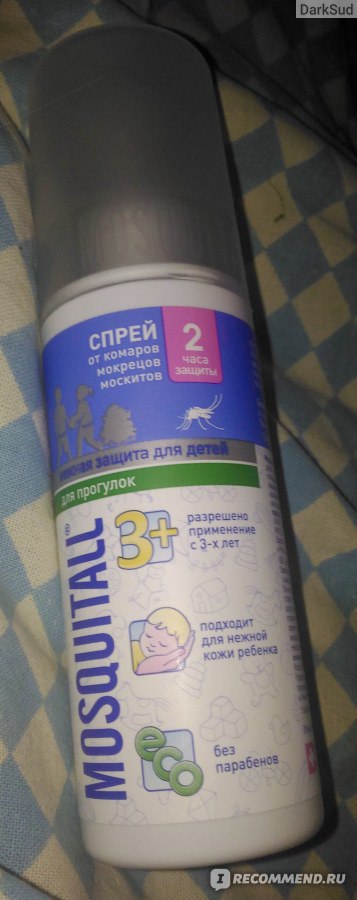 DarkSud
СПРЕЙ
от комаров
мокрецов
москитов
2
часа
защиты
защита для детей
для прогулок
MOSQUITALL®
3+
разрешено
применение
с 3-х лет
подходит
для нежной
кожи ребенка
eco
без
парабенов
IRECOMMEND.RU